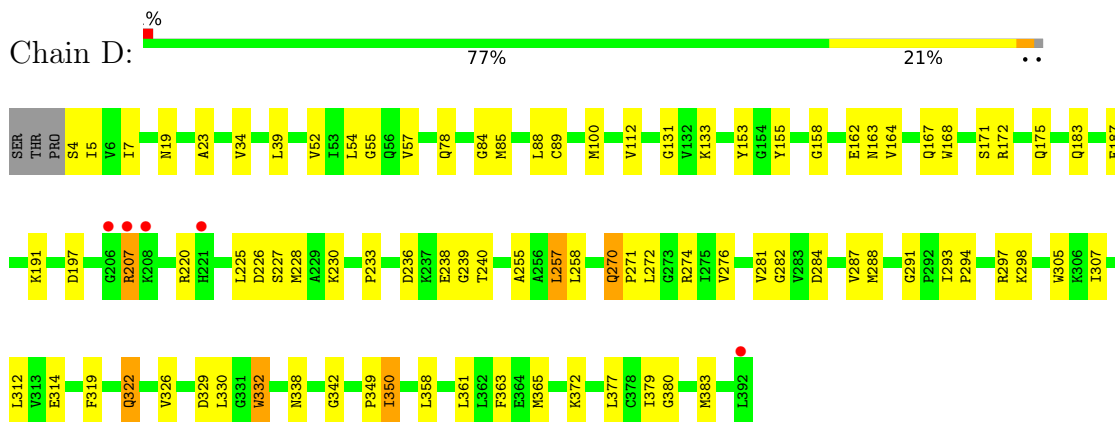 .%
Chain D:
77% 21% • •
SER THR PRO S4 I5 V6 I7 N19 A23 V34 L39 V52 I53 L54 G55 Q56 V57 Q78 G84 M85 L88 C89 M100 V112 G131 V132 K133 Y153 G154 Y155 G158 E162 N163 V164 Q167 W168 S171 R172 Q175 Q183 E187
K191 D197 G206 R207 K208 R220 H221 L225 D226 S227 M228 A229 K230 P233 D236 K237 E238 G239 T240 A255 A256 L257 L258 Q270 P271 L272 G273 R274 I275 V276 V281 G282 V283 D284 V287 M288 G291 P292 I293 P294 R297 K298 W305 K306 I307
L312 V313 E314 F319 Q322 V326 D329 L330 G331 W332 N338 G342 P349 I350 L358 L361 L362 F363 E364 M365 K372 L377 C378 I379 G380 M383 L392